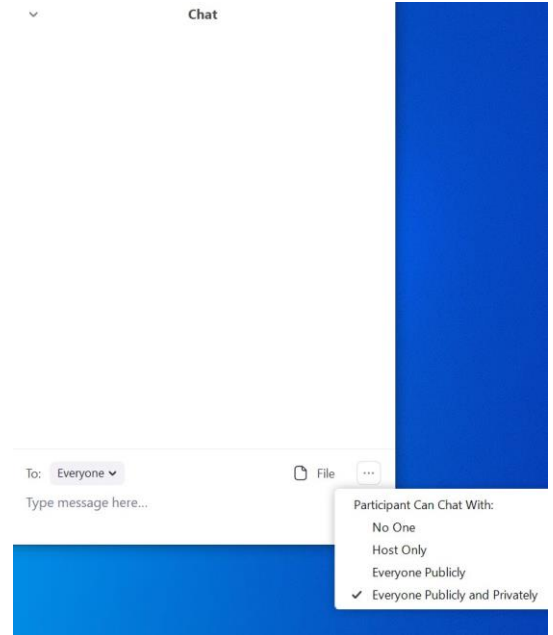 Chat
To: Everyone File ...
Type message here...
Participant Can Chat With:
No One
Host Only
Everyone Publicly
Everyone Publicly and Privately